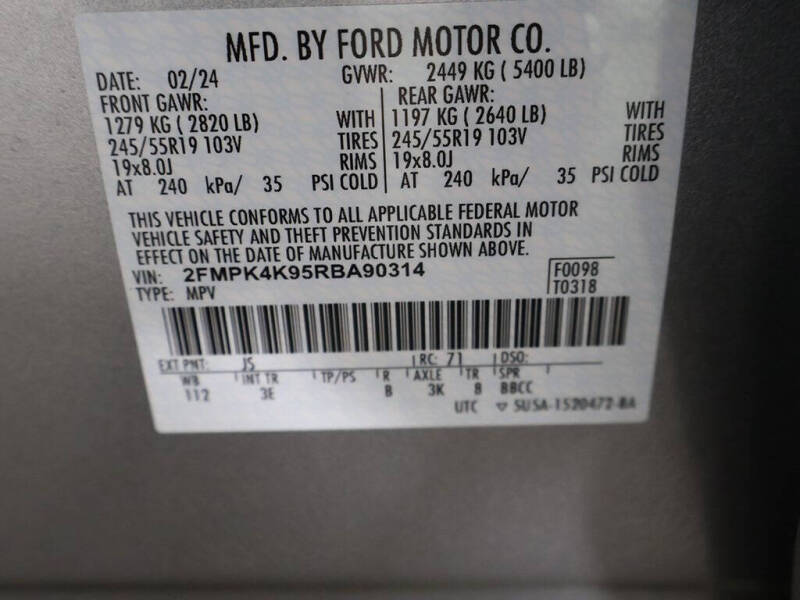 MFD. BY FORD MOTOR CO.
DATE: 02/24 GVWR: 2449 KG ( 5400 LB)
FRONT GAWR: REAR GAWR:
1279 KG ( 2820 LB) WITH 1197 KG ( 2640 LB) WITH
245/55R19 103V TIRES 245/55R19 103V TIRES
19x8.0J RIMS 19x8.0J RIMS
AT 240 kPa/ 35 PSI COLD AT 240 kPa/ 35 PSI COLD
THIS VEHICLE CONFORMS TO ALL APPLICABLE FEDERAL MOTOR
VEHICLE SAFETY AND THEFT PREVENTION STANDARDS IN
EFFECT ON THE DATE OF MANUFACTURE SHOWN ABOVE.
VIN: 2FMPK4K95RBA90314 F0098
TYPE: MPV T0318
EXT PNT: JS RC: 71 DSO:
WB INT TR TP/PS R AXLE TR SPR
112 3E B 3K 8 BBCC
UTC ▽ SUSA-1520472-BA